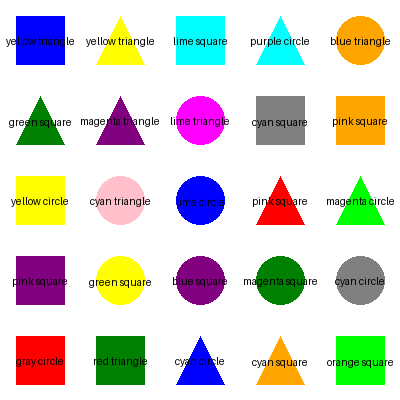 yellow triangle yellow triangle lime square purple circle blue triangle
green square magenta triangle lime triangle cyan square pink square
yellow circle cyan triangle lime circle pink square magenta circle
pink square green square blue square magenta square cyan circle
gray circle red triangle cyan circle cyan square orange square